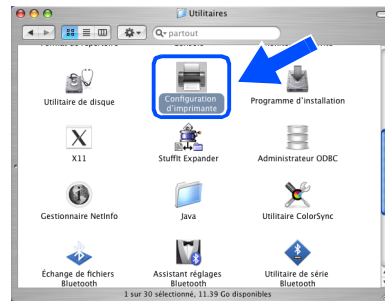 Utilitaires
partout
Utilitaire de disque
Configuration
d'imprimante
Programme d'installation
X11
StuffIt Expander
Administrateur ODBC
Gestionnaire NetInfo
Java
Utilitaire ColorSync
Échange de fichiers
Bluetooth
Assistant réglages
Bluetooth
Utilitaire de série
Bluetooth
1 sur 30 sélectionné, 11.39 Go disponibles